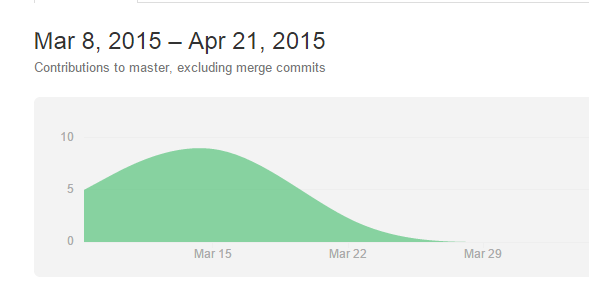 Mar 8, 2015 – Apr 21, 2015
Contributions to master, excluding merge commits
10
5
0
Mar 15 Mar 22 Mar 29